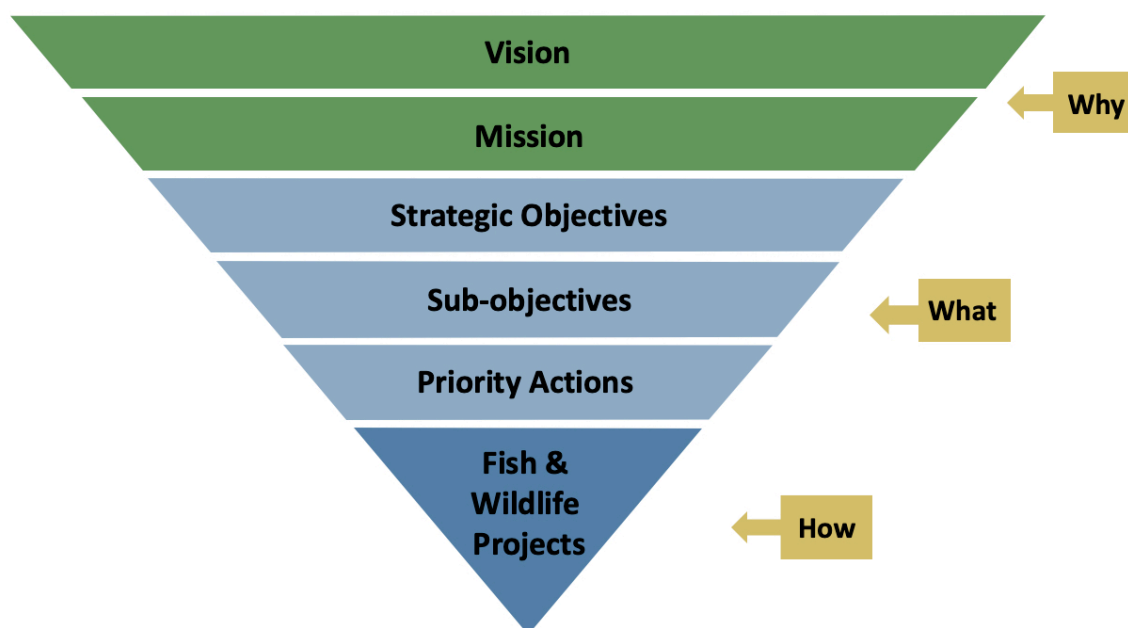 Vision
Why
Mission
Strategic Objectives
Sub-objectives
What
Priority Actions
Fish &
Wildlife
Projects
How